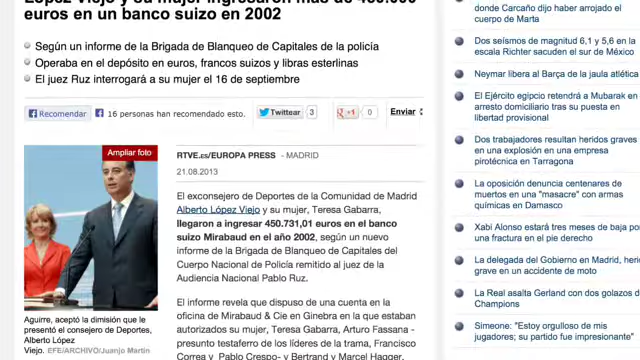 López Viejo y su mujer ingresaron más de 450.000
euros en un banco suizo en 2002
Según un informe de la Brigada de Blanqueo de Capitales de la policía
Operaba en el depósito en euros, francos suizos y libras esterlinas
El juez Ruz interrogará a su mujer el 16 de septiembre
Recomendar
16 personas han recomendado esto.
Twittear
3
+1
0
Enviar
Ampliar foto
Aguirre, aceptó la dimisión que le
presentó el consejero de Deportes,
Alberto López
Viejo. EFE/ARCHIVO/Juanjo Martín
RTVE.es/EUROPA PRESS - MADRID
21.08.2013
El exconsejero de Deportes de la Comunidad de Madrid
Alberto López Viejo y su mujer, Teresa Gabarra,
llegaron a ingresar 450.731,01 euros en el banco
suizo Mirabaud en el año 2002, según un nuevo
informe de la Brigada de Blanqueo de Capitales del
Cuerpo Nacional de Policía remitido al juez de la
Audiencia Nacional Pablo Ruz.
El informe revela que dispuso de una cuenta en la
oficina de Mirabaud & Cie en Ginebra en la que estaban
autorizados su mujer, Teresa Gabarra, Arturo Fassana -
presunto testaferro de los líderes de la trama, Francisco
Correa y Pablo Crespo- y Bertrand y Marcel Hagger.
donde Carcaño dijo haber arrojado el
cuerpo de Marta
Dos seísmos de magnitud 6,1 y 5,6 en la
escala Richter sacuden el sur de México
Neymar libera al Barça de la jaula atlética
El Ejército egipcio retendrá a Mubarak en
arresto domiciliario tras su puesta en
libertad provisional
Dos trabajadores resultan heridos graves
en una explosión en una empresa
pirotécnica en Tarragona
La oposición denuncia centenares de
muertos en una "masacre" con armas
químicas en Damasco
Xabi Alonso estará tres meses de baja por
una fractura en el pie derecho
La delegada del Gobierno en Madrid, herida
grave en un accidente de moto
La Real asalta Gerland con dos golazos de
Champions
Simeone: "Estoy orgulloso de mis
jugadores; su partido fue impresionante"